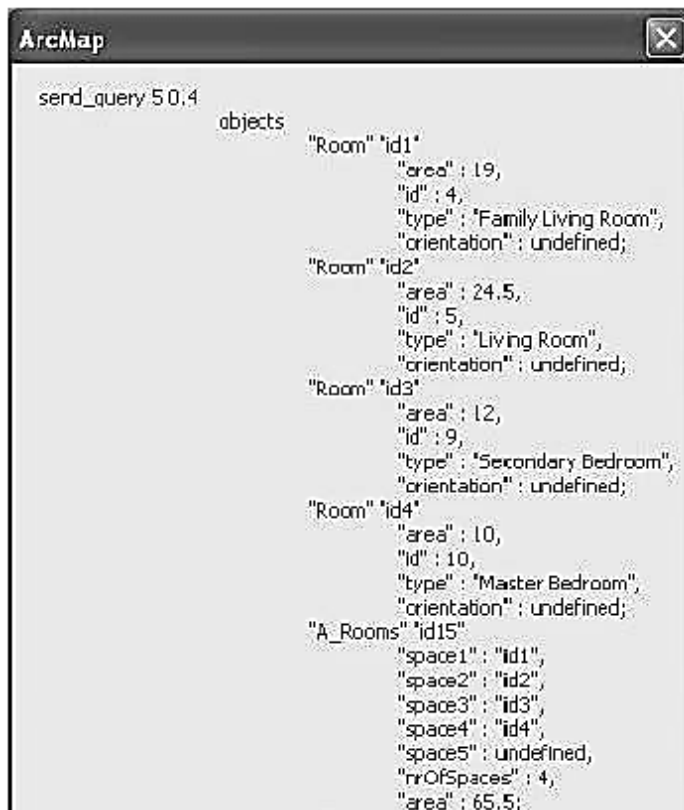 ArcMap
send_query 5.0.4
objects
"Room" "id1"
"area" : 19,
"id" : 4,
"type" : "Family Living Room",
"orientation" : undefined;
"Room" "id2"
"area" : 24.5,
"id" : 5,
"type" : "Living Room",
"orientation" : undefined;
"Room" "id3"
"area" : 12,
"id" : 9,
"type" : "Secondary Bedroom",
"orientation" : undefined;
"Room" "id4"
"area" : 10,
"id" : 10,
"type" : "Master Bedroom",
"orientation" : undefined;
"A_Rooms" "id15"
"space1" : "id1",
"space2" : "id2",
"space3" : "id3",
"space4" : "id4",
"space5" : undefined,
"nrOfSpaces" : 4,
"area" : 65.5;